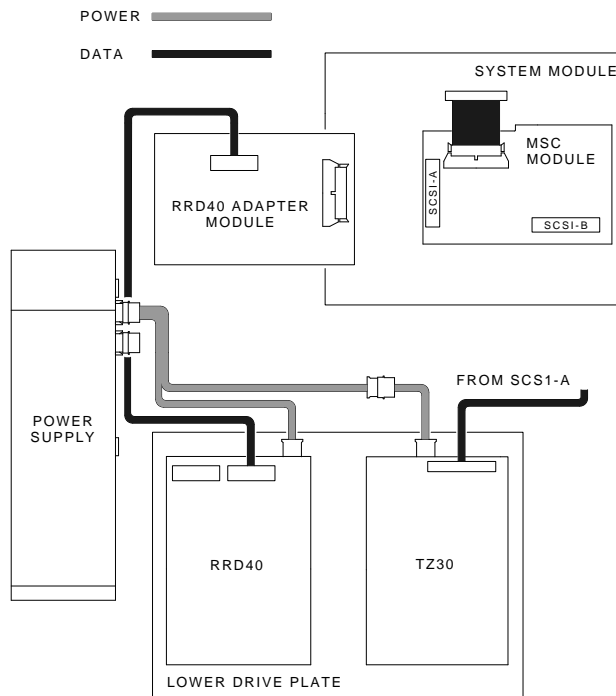 POWER
DATA
SYSTEM MODULE
MSC
MODULE
SCSI-A
SCSI-B
RRD40 ADAPTER
MODULE
FROM SCS1-A
POWER
SUPPLY
RRD40
TZ30
LOWER DRIVE PLATE